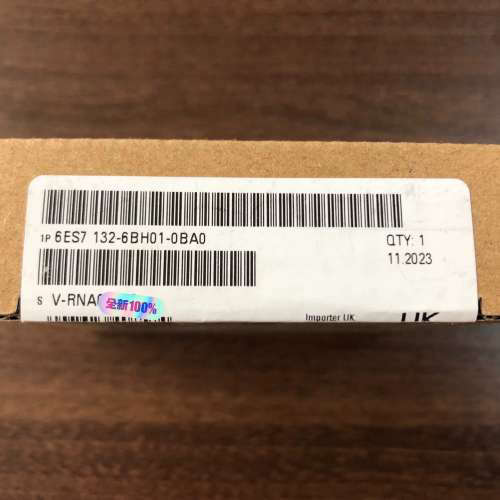 1P 6ES7 132-6BH01-0BA0
QTY: 1
11.2023
S V-RNA
全新100%
Importer UK
UK